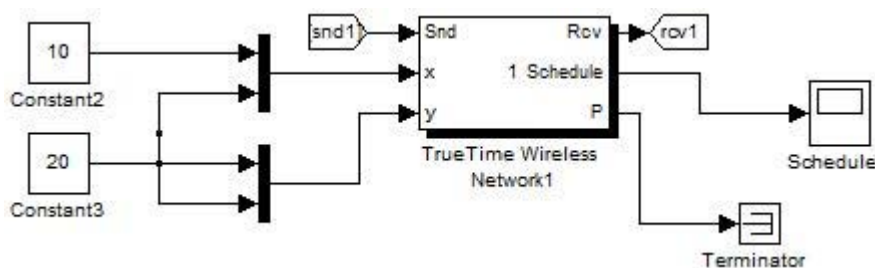 [snd1]
Snd
Rcv
rcv1
10
x
1 Schedule
Constant2
y
P
20
TrueTime Wireless
Network1
Schedule
Constant3
Terminator